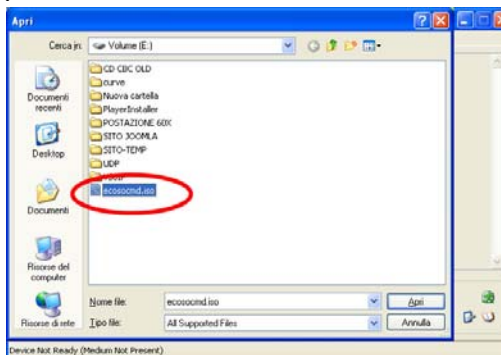 Apri
Cerca in:
Volume (E:)
Documenti recenti
Desktop
Documenti
Risorse del computer
Risorse di rete
CD CBC OLD
curve
Nuova cartella
PlayerInstaller
POSTAZIONE 60X
SITO JOOMLA
SITO-TEMP
UDP
ecosocmd.iso
Nome file:
ecosocmd.iso
Apri
Tipo file:
All Supported Files
Annulla
Device Not Ready (Medium Not Present)